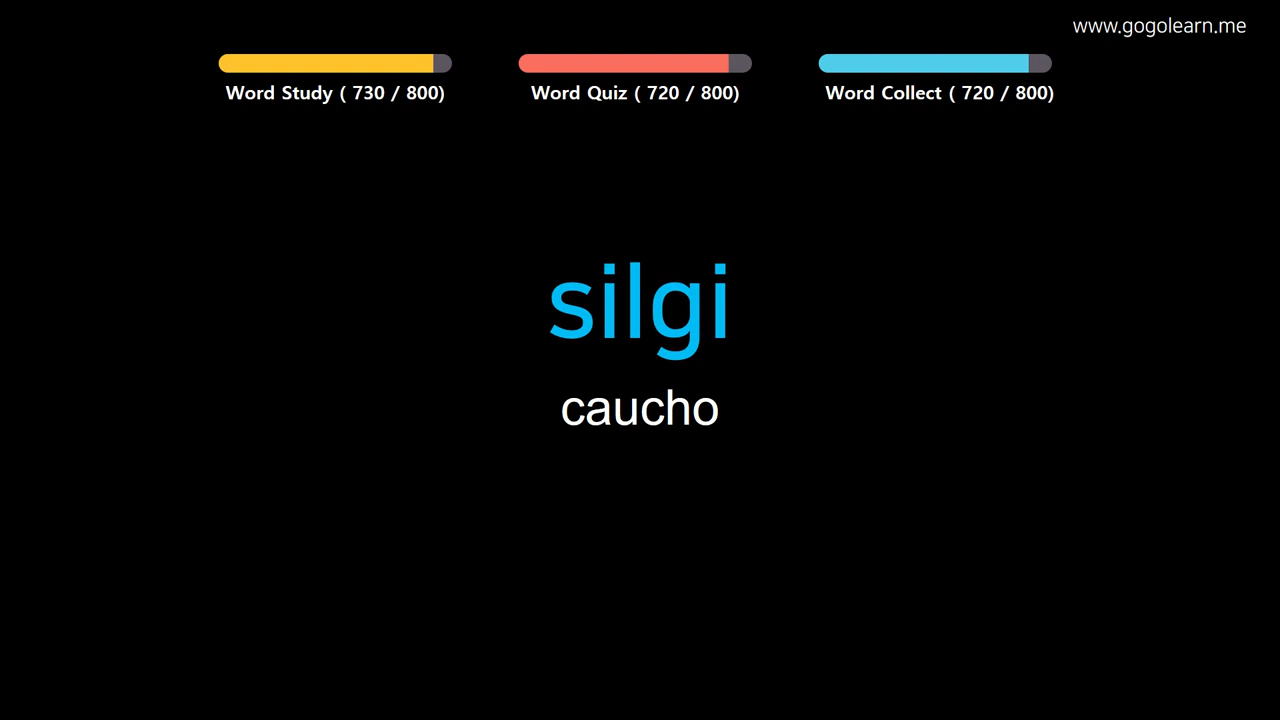 www.gogolearn.me
Word Study ( 730 / 800)
Word Quiz ( 720 / 800)
Word Collect ( 720 / 800)
silgi
caucho